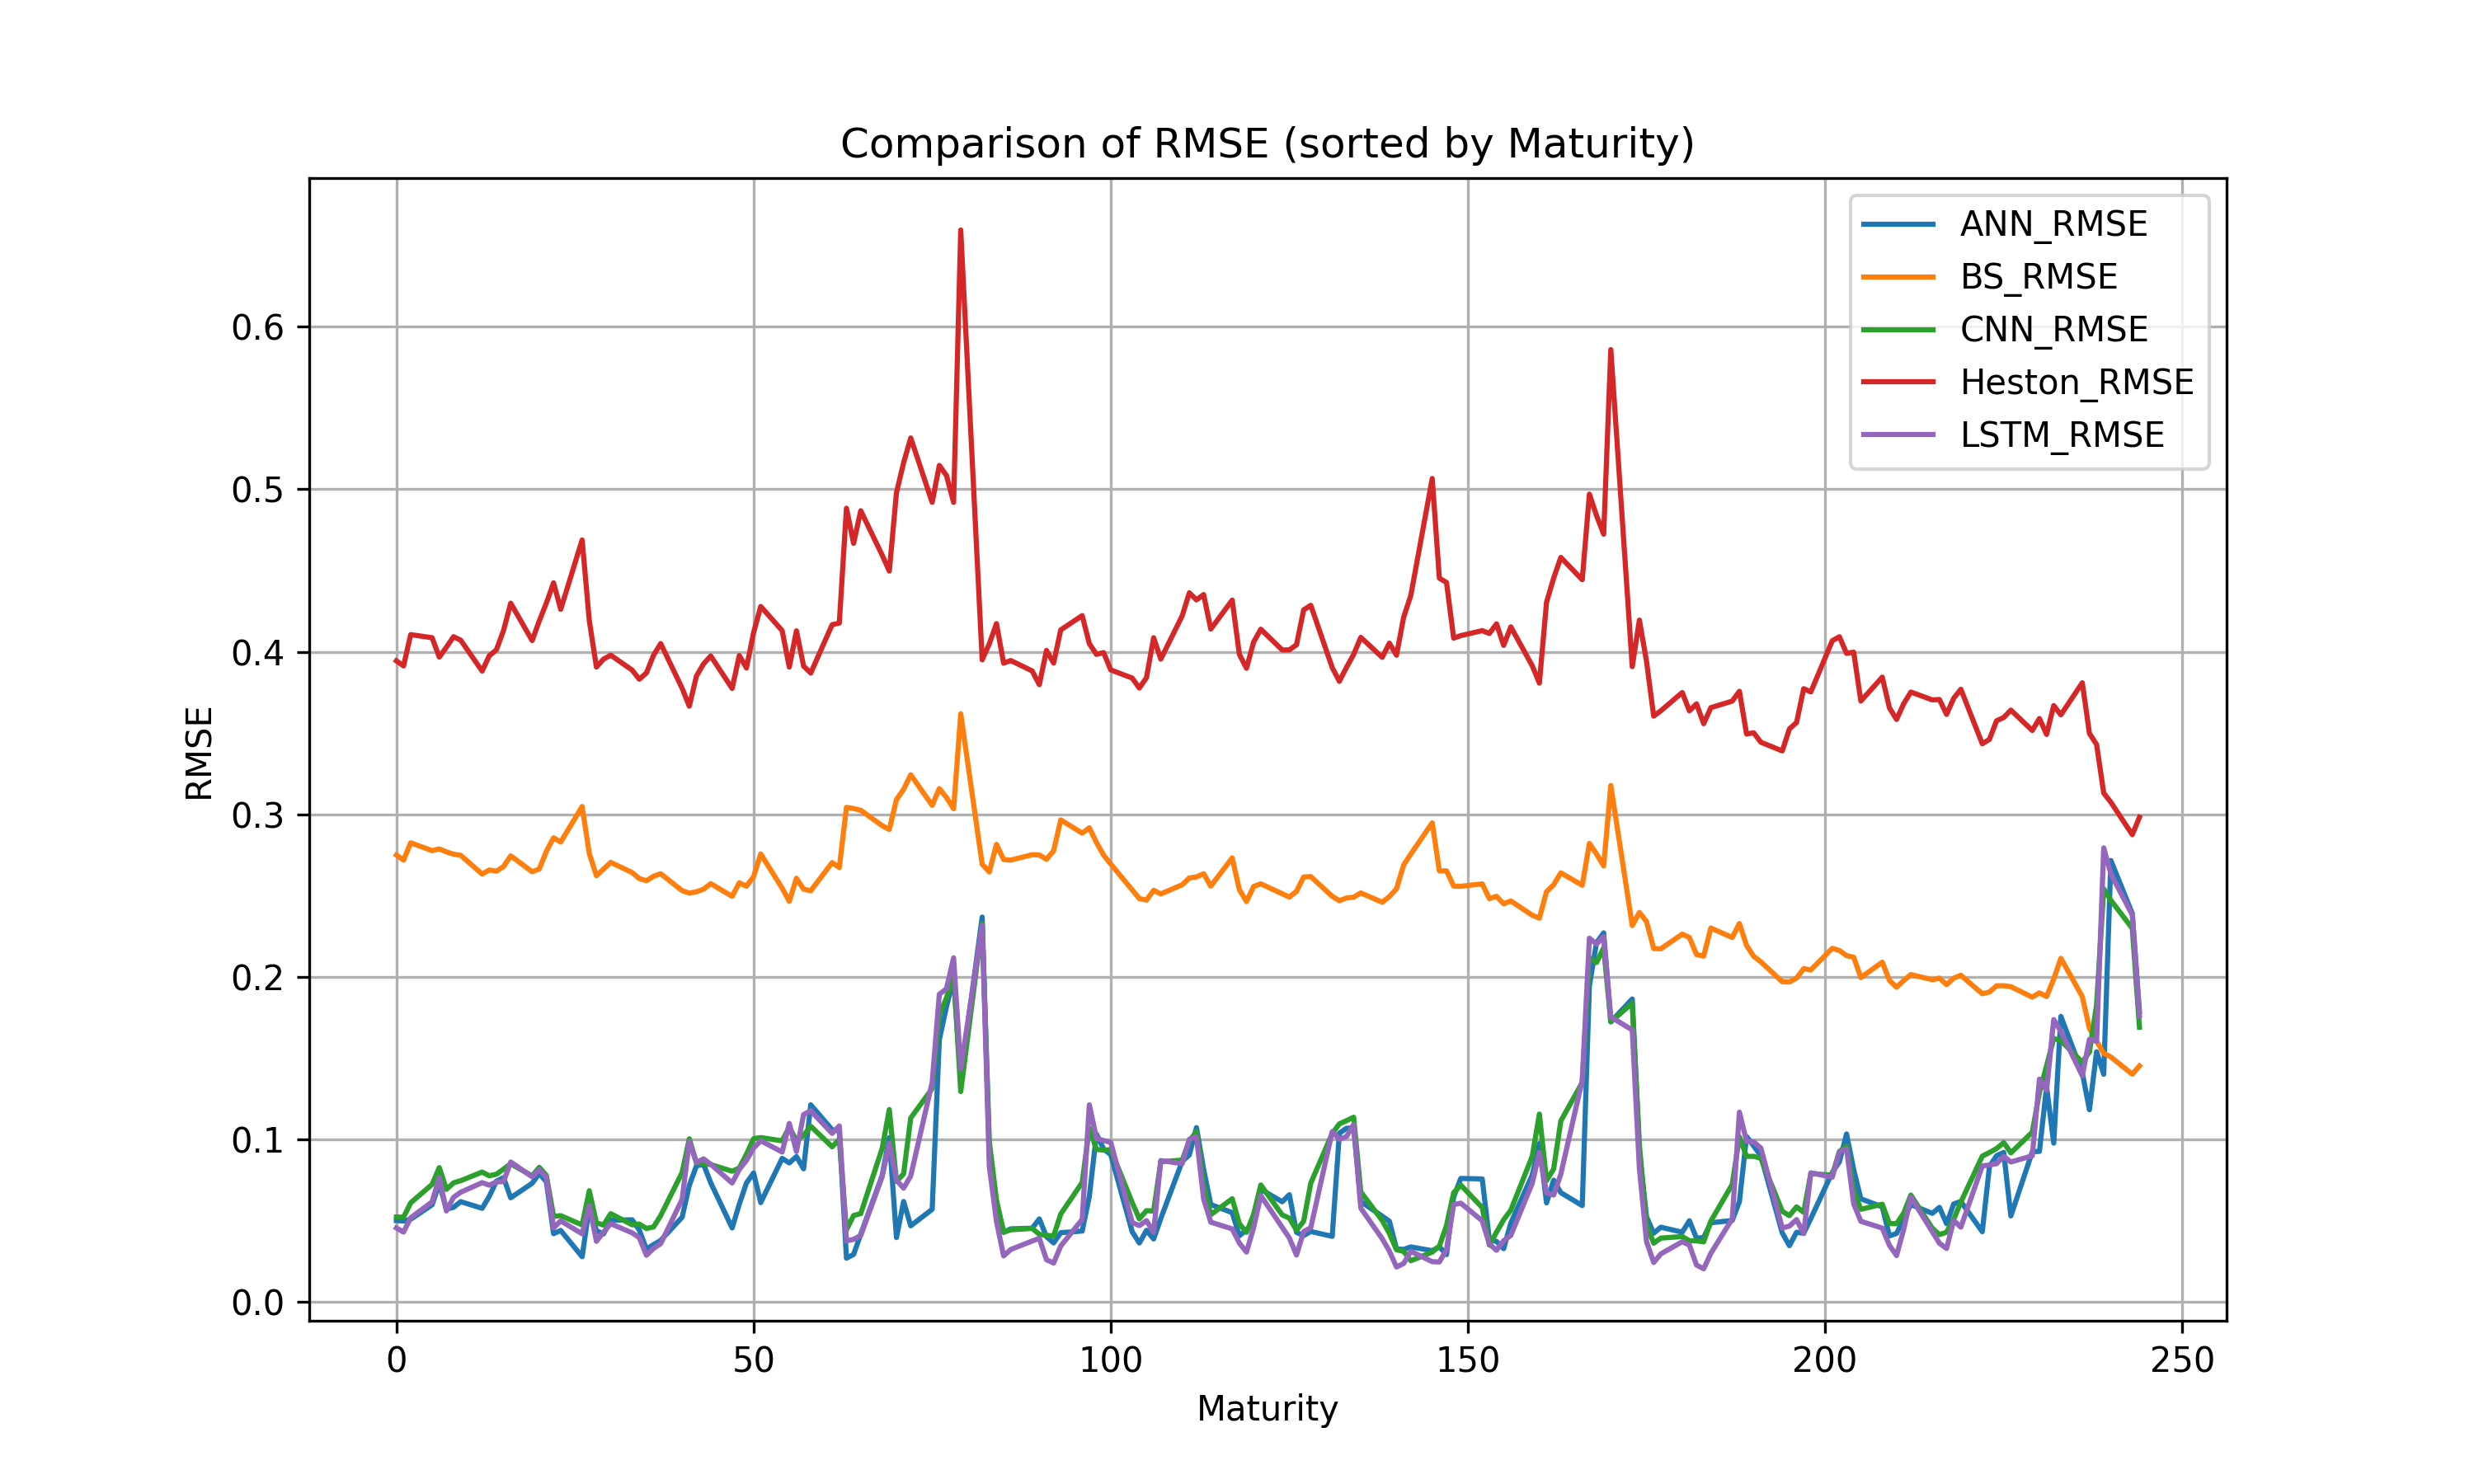 Comparison of RMSE (sorted by Maturity)
ANN_RMSE
BS_RMSE
CNN_RMSE
Heston_RMSE
LSTM_RMSE
RMSE
0.6
0.5
0.4
0.3
0.2
0.1
0.0
0 50 100 150 200 250
Maturity